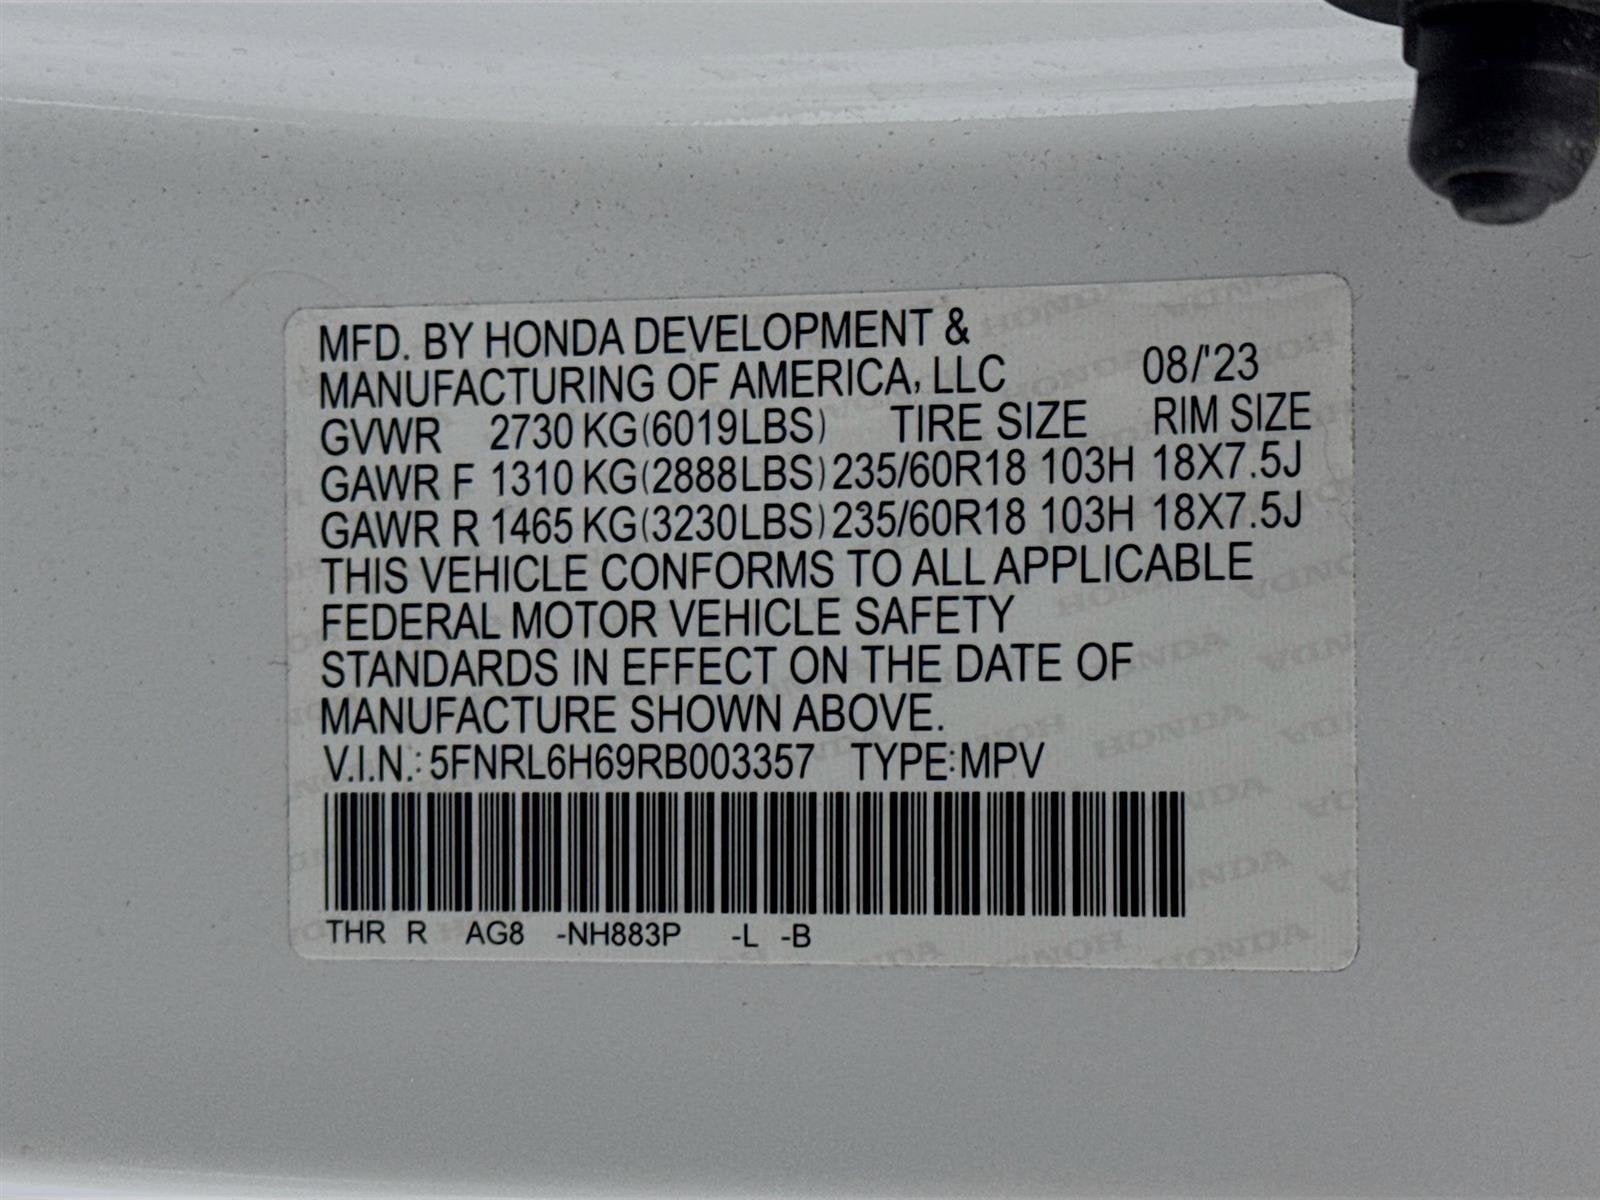 MFD. BY HONDA DEVELOPMENT &
MANUFACTURING OF AMERICA, LLC 08/'23
GVWR 2730 KG(6019LBS) TIRE SIZE RIM SIZE
GAWR F 1310 KG(2888LBS) 235/60R18 103H 18X7.5J
GAWR R 1465 KG(3230LBS) 235/60R18 103H 18X7.5J
THIS VEHICLE CONFORMS TO ALL APPLICABLE
FEDERAL MOTOR VEHICLE SAFETY
STANDARDS IN EFFECT ON THE DATE OF
MANUFACTURE SHOWN ABOVE.
V.I.N.: 5FNRL6H69RB003357 TYPE:MPV
THR R AG8 -NH883P -L -B